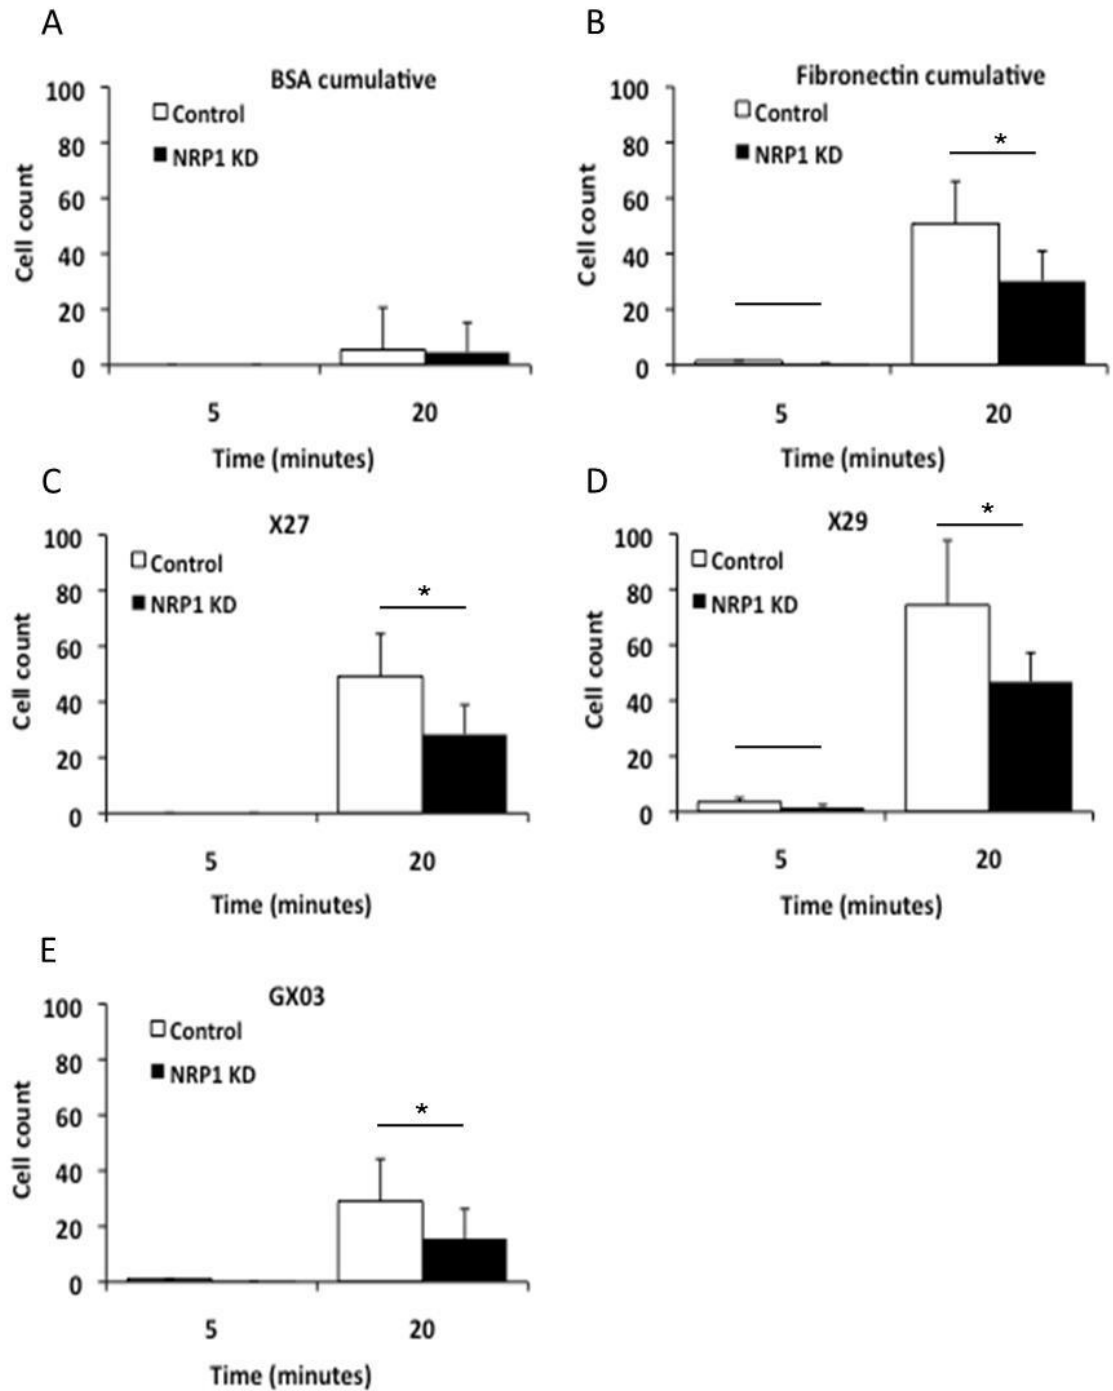 A
BSA cumulative
100
80
60
40
20
0
Cell count
Control
NRP1 KD
5
20
Time (minutes)
B
Fibronectin cumulative
100
80
60
40
20
0
Cell count
Control
NRP1 KD
*
5
20
Time (minutes)
C
X27
100
80
60
40
20
0
Cell count
Control
NRP1 KD
*
5
20
Time (minutes)
D
X29
100
80
60
40
20
0
Cell count
Control
NRP1 KD
*
5
20
Time (minutes)
E
GX03
100
80
60
40
20
0
Cell count
Control
NRP1 KD
*
5
20
Time (minutes)